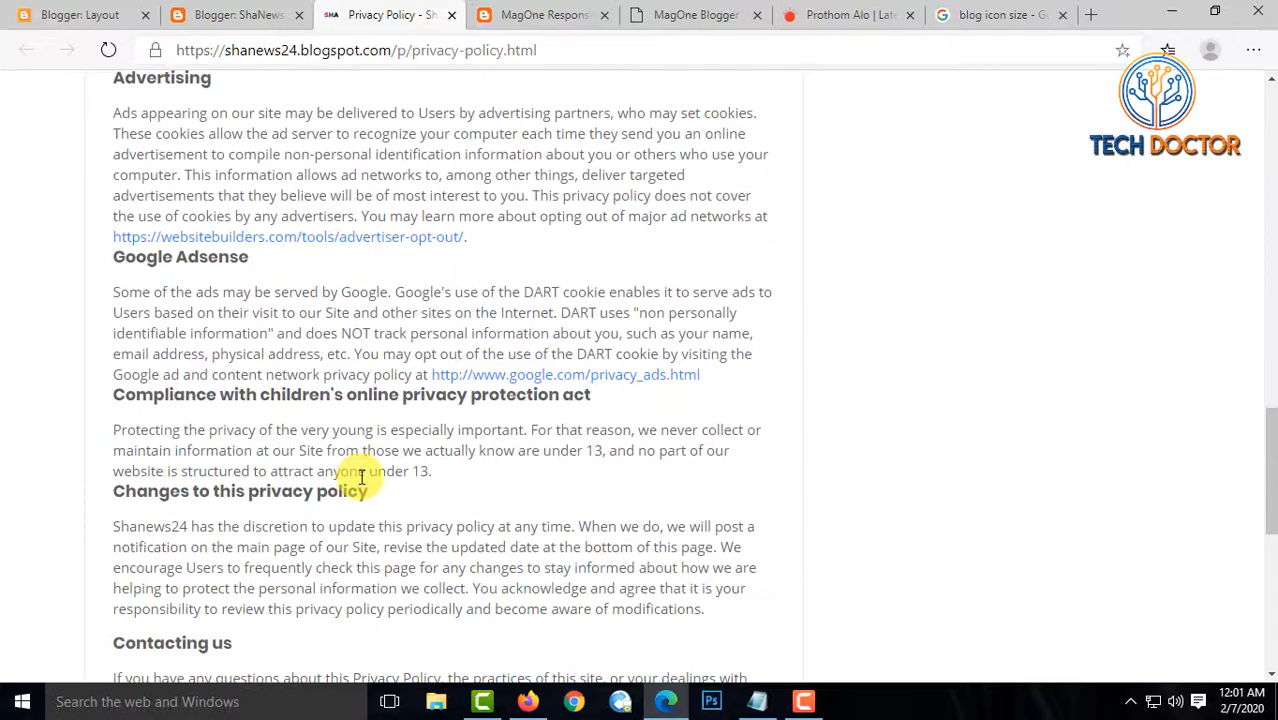 Blogger: Layout
Blogger: ShaNews
Privacy Policy - Sh
MagOne Respons
MagOne Blogger
Prothom Alo | Late
blog icon size - G
https://shanews24.blogspot.com/p/privacy-policy.html
TECH DOCTOR
Advertising
Ads appearing on our site may be delivered to Users by advertising partners, who may set cookies.
These cookies allow the ad server to recognize your computer each time they send you an online
advertisement to compile non-personal identification information about you or others who use your
computer. This information allows ad networks to, among other things, deliver targeted
advertisements that they believe will be of most interest to you. This privacy policy does not cover
the use of cookies by any advertisers. You may learn more about opting out of major ad networks at
https://websitebuilders.com/tools/advertiser-opt-out/.
Google Adsense
Some of the ads may be served by Google. Google's use of the DART cookie enables it to serve ads to
Users based on their visit to our Site and other sites on the Internet. DART uses "non personally
identifiable information" and does NOT track personal information about you, such as your name,
email address, physical address, etc. You may opt out of the use of the DART cookie by visiting the
Google ad and content network privacy policy at http://www.google.com/privacy_ads.html
Compliance with children's online privacy protection act
Protecting the privacy of the very young is especially important. For that reason, we never collect or
maintain information at our Site from those we actually know are under 13, and no part of our
website is structured to attract anyone under 13.
Changes to this privacy policy
Shanews24 has the discretion to update this privacy policy at any time. When we do, we will post a
notification on the main page of our Site, revise the updated date at the bottom of this page. We
encourage Users to frequently check this page for any changes to stay informed about how we are
helping to protect the personal information we collect. You acknowledge and agree that it is your
responsibility to review this privacy policy periodically and become aware of modifications.
Contacting us
If you have any questions about this Privacy Policy, the practices of this site, or your dealings with
Search the web and Windows
12:01 AM
2/7/2020